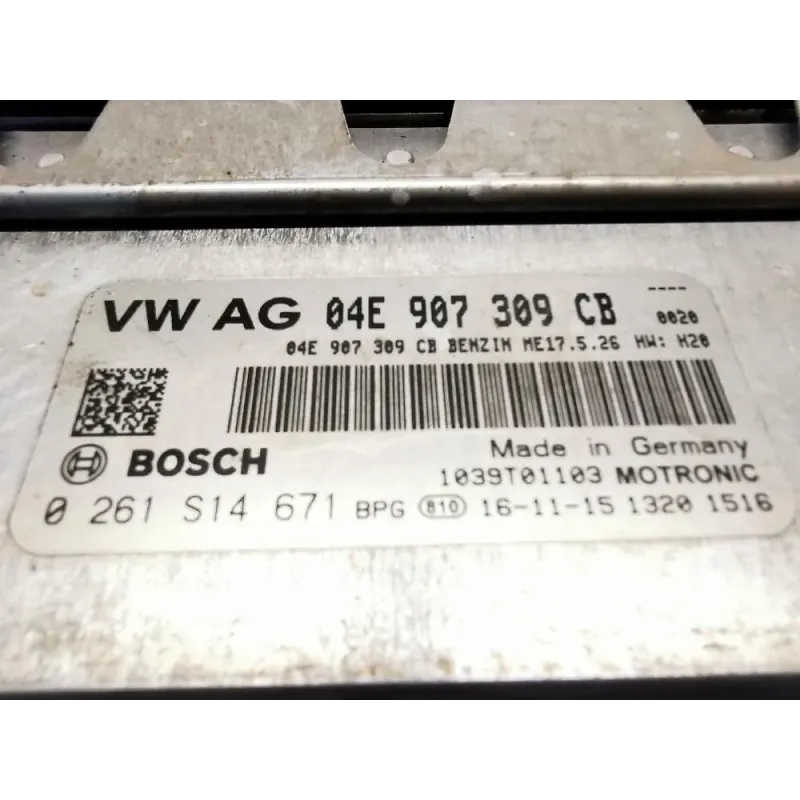 VW AG 04E 907 309 CB ---- 0020
04E 907 309 CB BENZIN ME17.5.26 HW: H20
BOSCH Made in Germany
1039T01103 MOTRONIC
0 261 S14 671 BPG 810 16-11-15 1320 1516